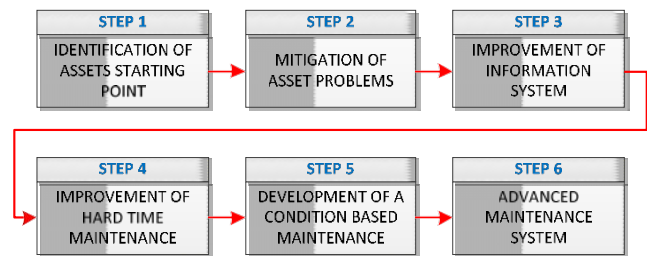 STEP 1
IDENTIFICATION OF
ASSETS STARTING
POINT
STEP 2
MITIGATION OF
ASSET PROBLEMS
STEP 3
IMPROVEMENT OF
INFORMATION
SYSTEM
STEP 4
IMPROVEMENT OF
HARD TIME
MAINTENANCE
STEP 5
DEVELOPMENT OF A
CONDITION BASED
MAINTENANCE
STEP 6
ADVANCED
MAINTENANCE
SYSTEM